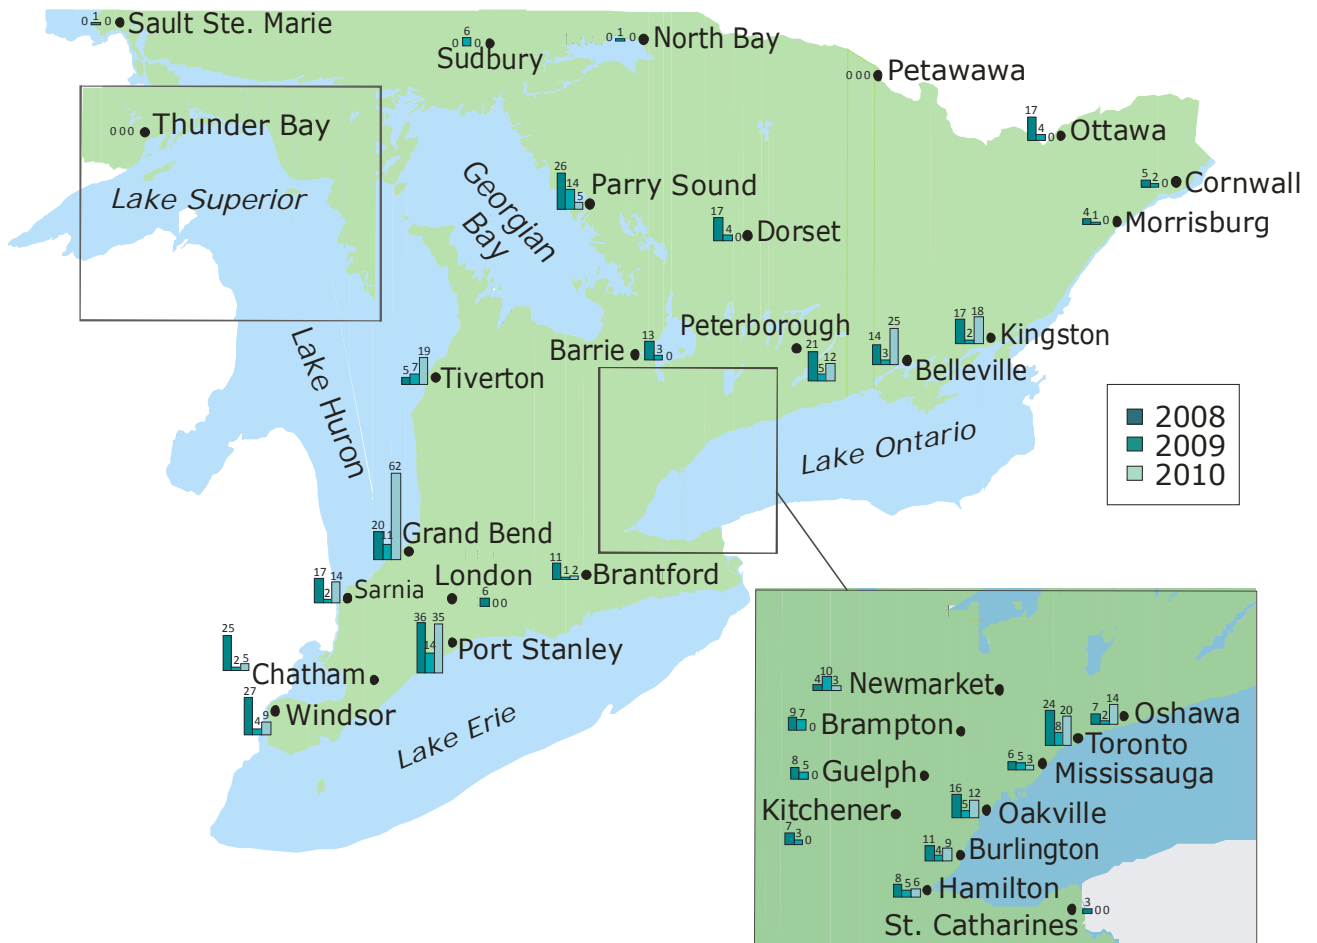 0 1 0 Sault Ste. Marie
0 6 0 Sudbury
0 1 0 North Bay
0 0 0 Petawawa
0 0 0 Thunder Bay
17 4 0 Ottawa
5 2 0 Cornwall
4 1 0 Morrisburg
Lake Superior
Georgian
Bay
26 14 5 Parry Sound
17 4 0 Dorset
Lake Huron
5 7 19 Tiverton
Barrie 13 3 0
Peterborough
21 5 12
14 3 25 Belleville
17 2 18 Kingston
2008
2009
2010
Lake Ontario
20 11 62 Grand Bend
17 2 14 Sarnia
London
6 0 0
11 1 2 Brantford
36 14 35 Port Stanley
25 2 5 Chatham
27 4 9 Windsor
Lake Erie
4 10 3 Newmarket
9 7 0 Brampton
8 5 0 Guelph
Kitchener
7 3 0
24 8 20 Toronto
7 2 14 Oshawa
6 5 3 Mississauga
16 5 12 Oakville
11 4 9 Burlington
8 5 6 Hamilton
St. Catharines 3 0 0